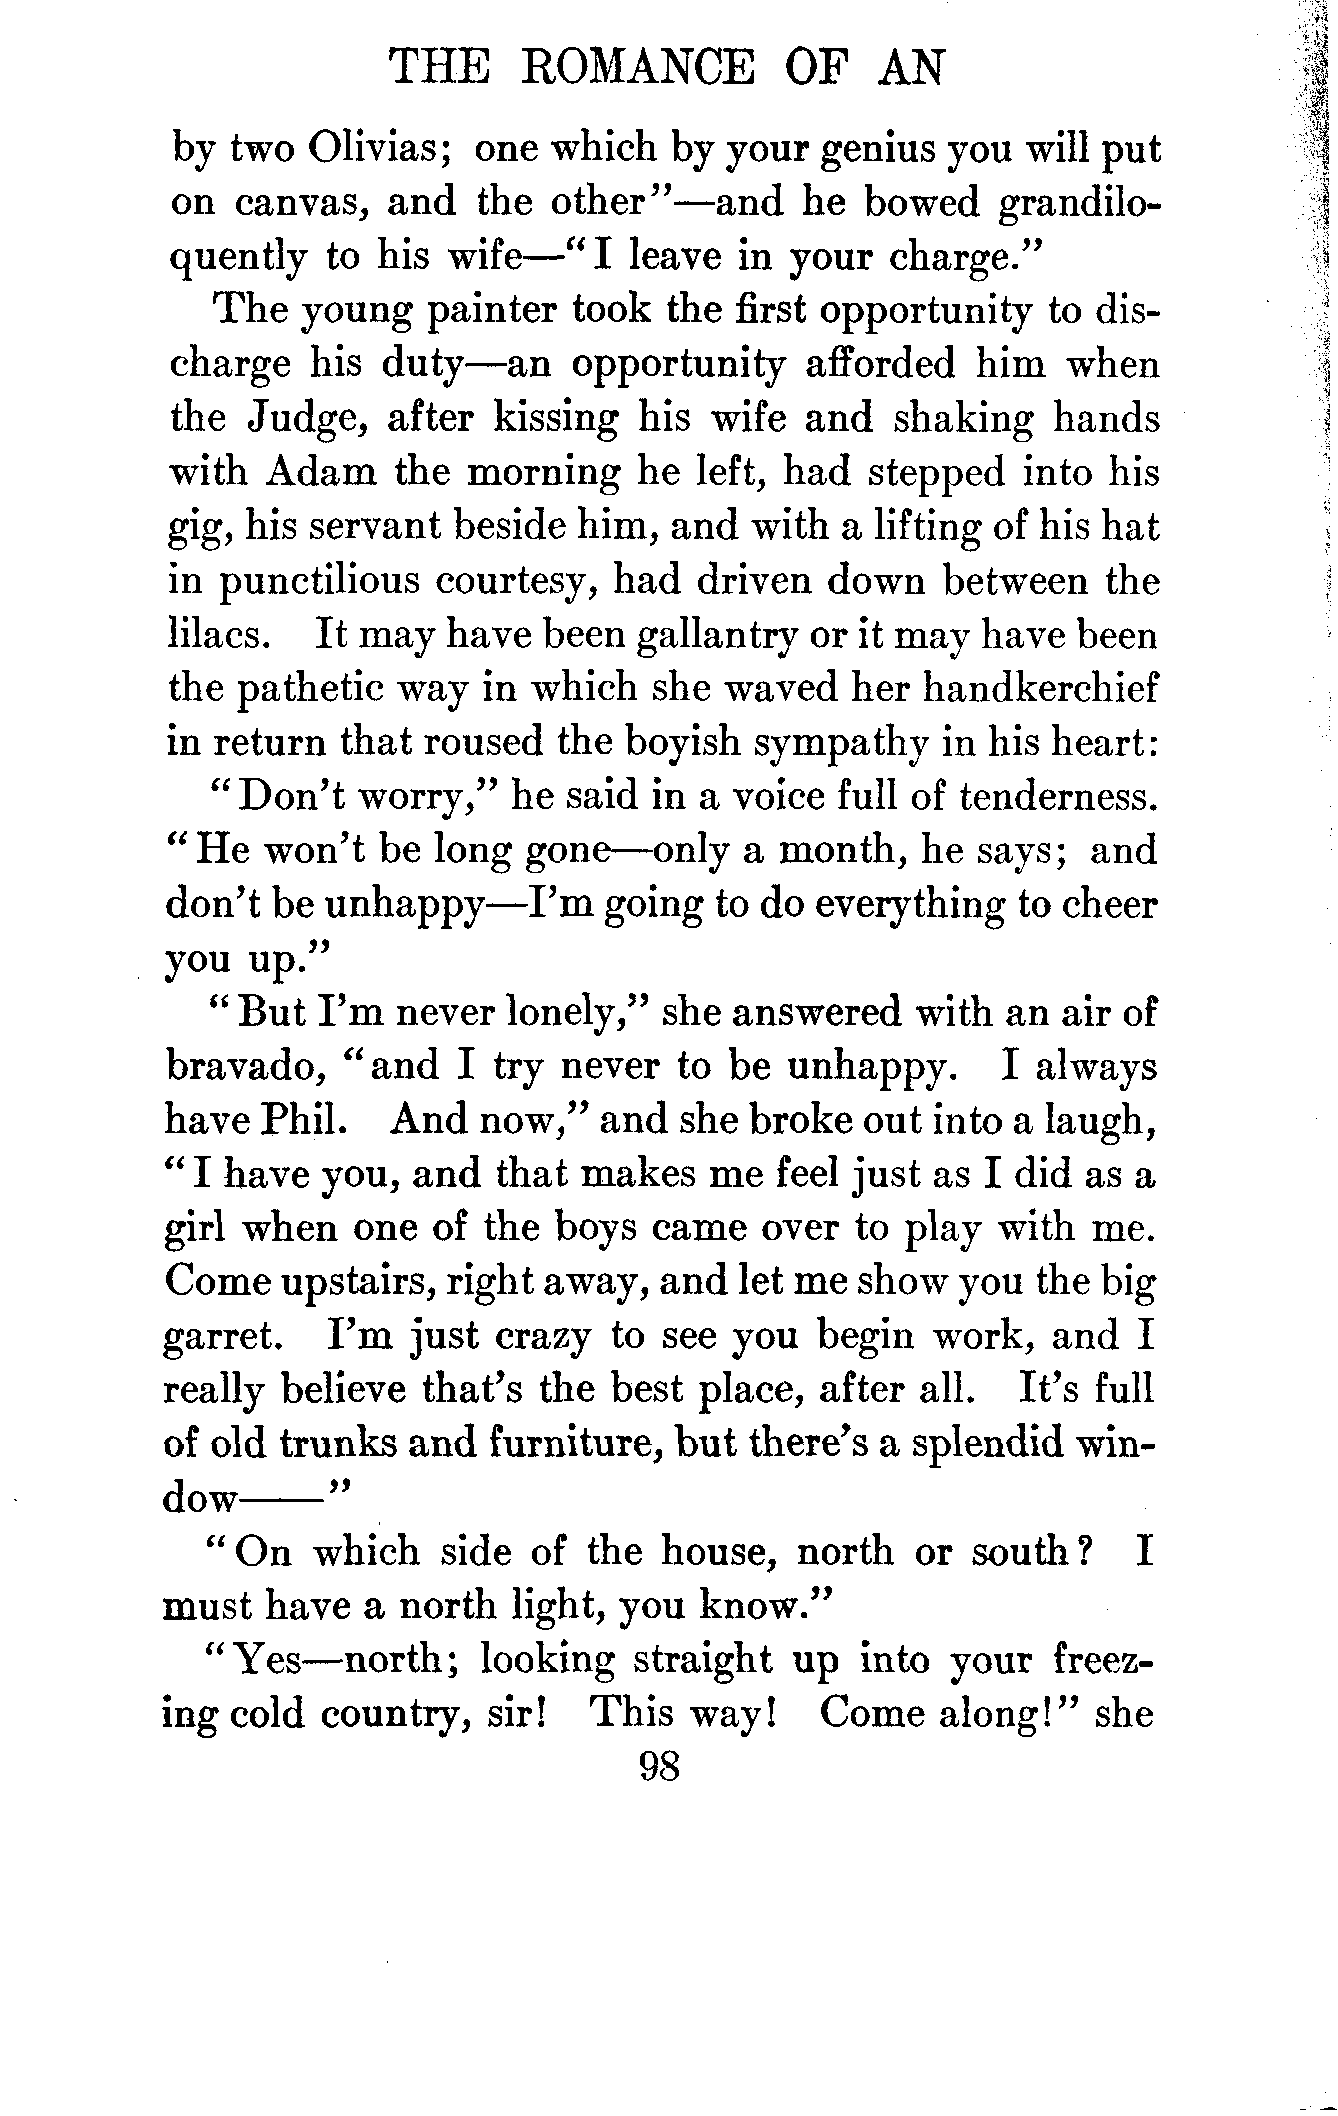 THE ROMANCE OF AN
by two Olivias; one which by your genius you will put
on canvas, and the other"—and he bowed grandilo-
quently to his wife—"I leave in your charge."
The young painter took the first opportunity to dis-
charge his duty—an opportunity afforded him when
the Judge, after kissing his wife and shaking hands
with Adam the morning he left, had stepped into his
gig, his servant beside him, and with a lifting of his hat
in punctilious courtesy, had driven down between the
lilacs. It may have been gallantry or it may have been
the pathetic way in which she waved her handkerchief
in return that roused the boyish sympathy in his heart:
"Don't worry," he said in a voice full of tenderness.
"He won't be long gone—only a month, he says; and
don't be unhappy—I'm going to do everything to cheer
you up."
"But I'm never lonely," she answered with an air of
bravado, "and I try never to be unhappy. I always
have Phil. And now," and she broke out into a laugh,
"I have you, and that makes me feel just as I did as a
girl when one of the boys came over to play with me.
Come upstairs, right away, and let me show you the big
garret. I'm just crazy to see you begin work, and I
really believe that's the best place, after all. It's full
of old trunks and furniture, but there's a splendid win-
dow——"
"On which side of the house, north or south? I
must have a north light, you know."
"Yes—north; looking straight up into your freez-
ing cold country, sir! This way! Come along!" she
98